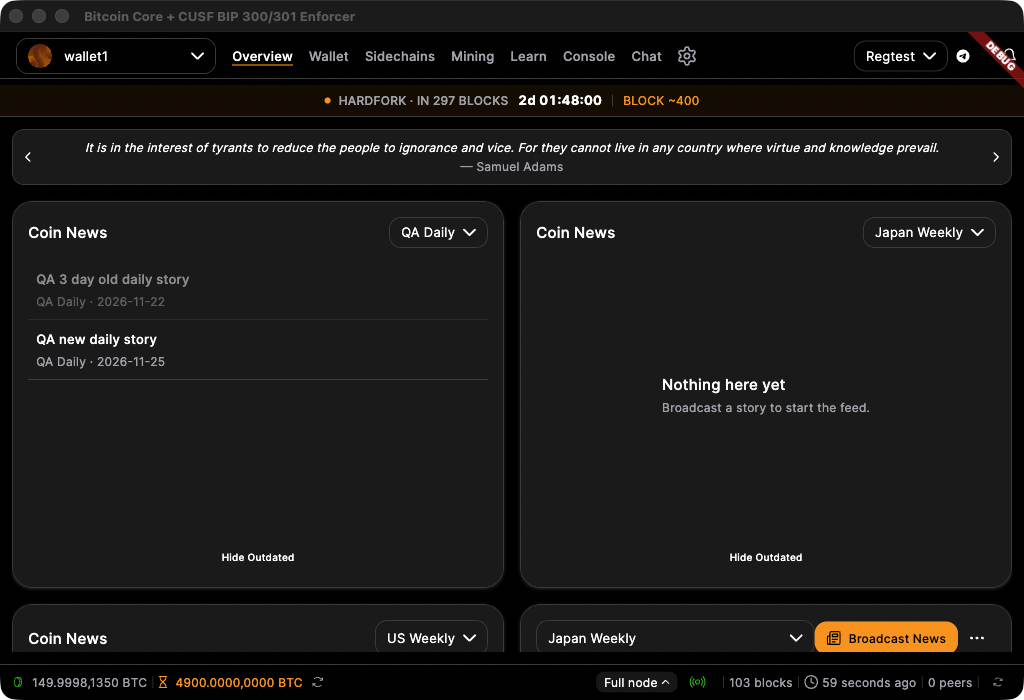 Bitcoin Core + CUSF BIP 300/301 Enforcer
wallet1
Overview
Wallet
Sidechains
Mining
Learn
Console
Chat
Regtest
DEBUG
HARDFORK · IN 297 BLOCKS 2d 01:48:00 BLOCK ~400
It is in the interest of tyrants to reduce the people to ignorance and vice. For they cannot live in any country where virtue and knowledge prevail.
— Samuel Adams
Coin News
QA Daily
QA 3 day old daily story
QA Daily · 2026-11-22
QA new daily story
QA Daily · 2026-11-25
Hide Outdated
Coin News
Japan Weekly
Nothing here yet
Broadcast a story to start the feed.
Hide Outdated
Coin News
US Weekly
Japan Weekly
Broadcast News
149.9998,1350 BTC
4900.0000,0000 BTC
Full node
103 blocks
59 seconds ago
0 peers